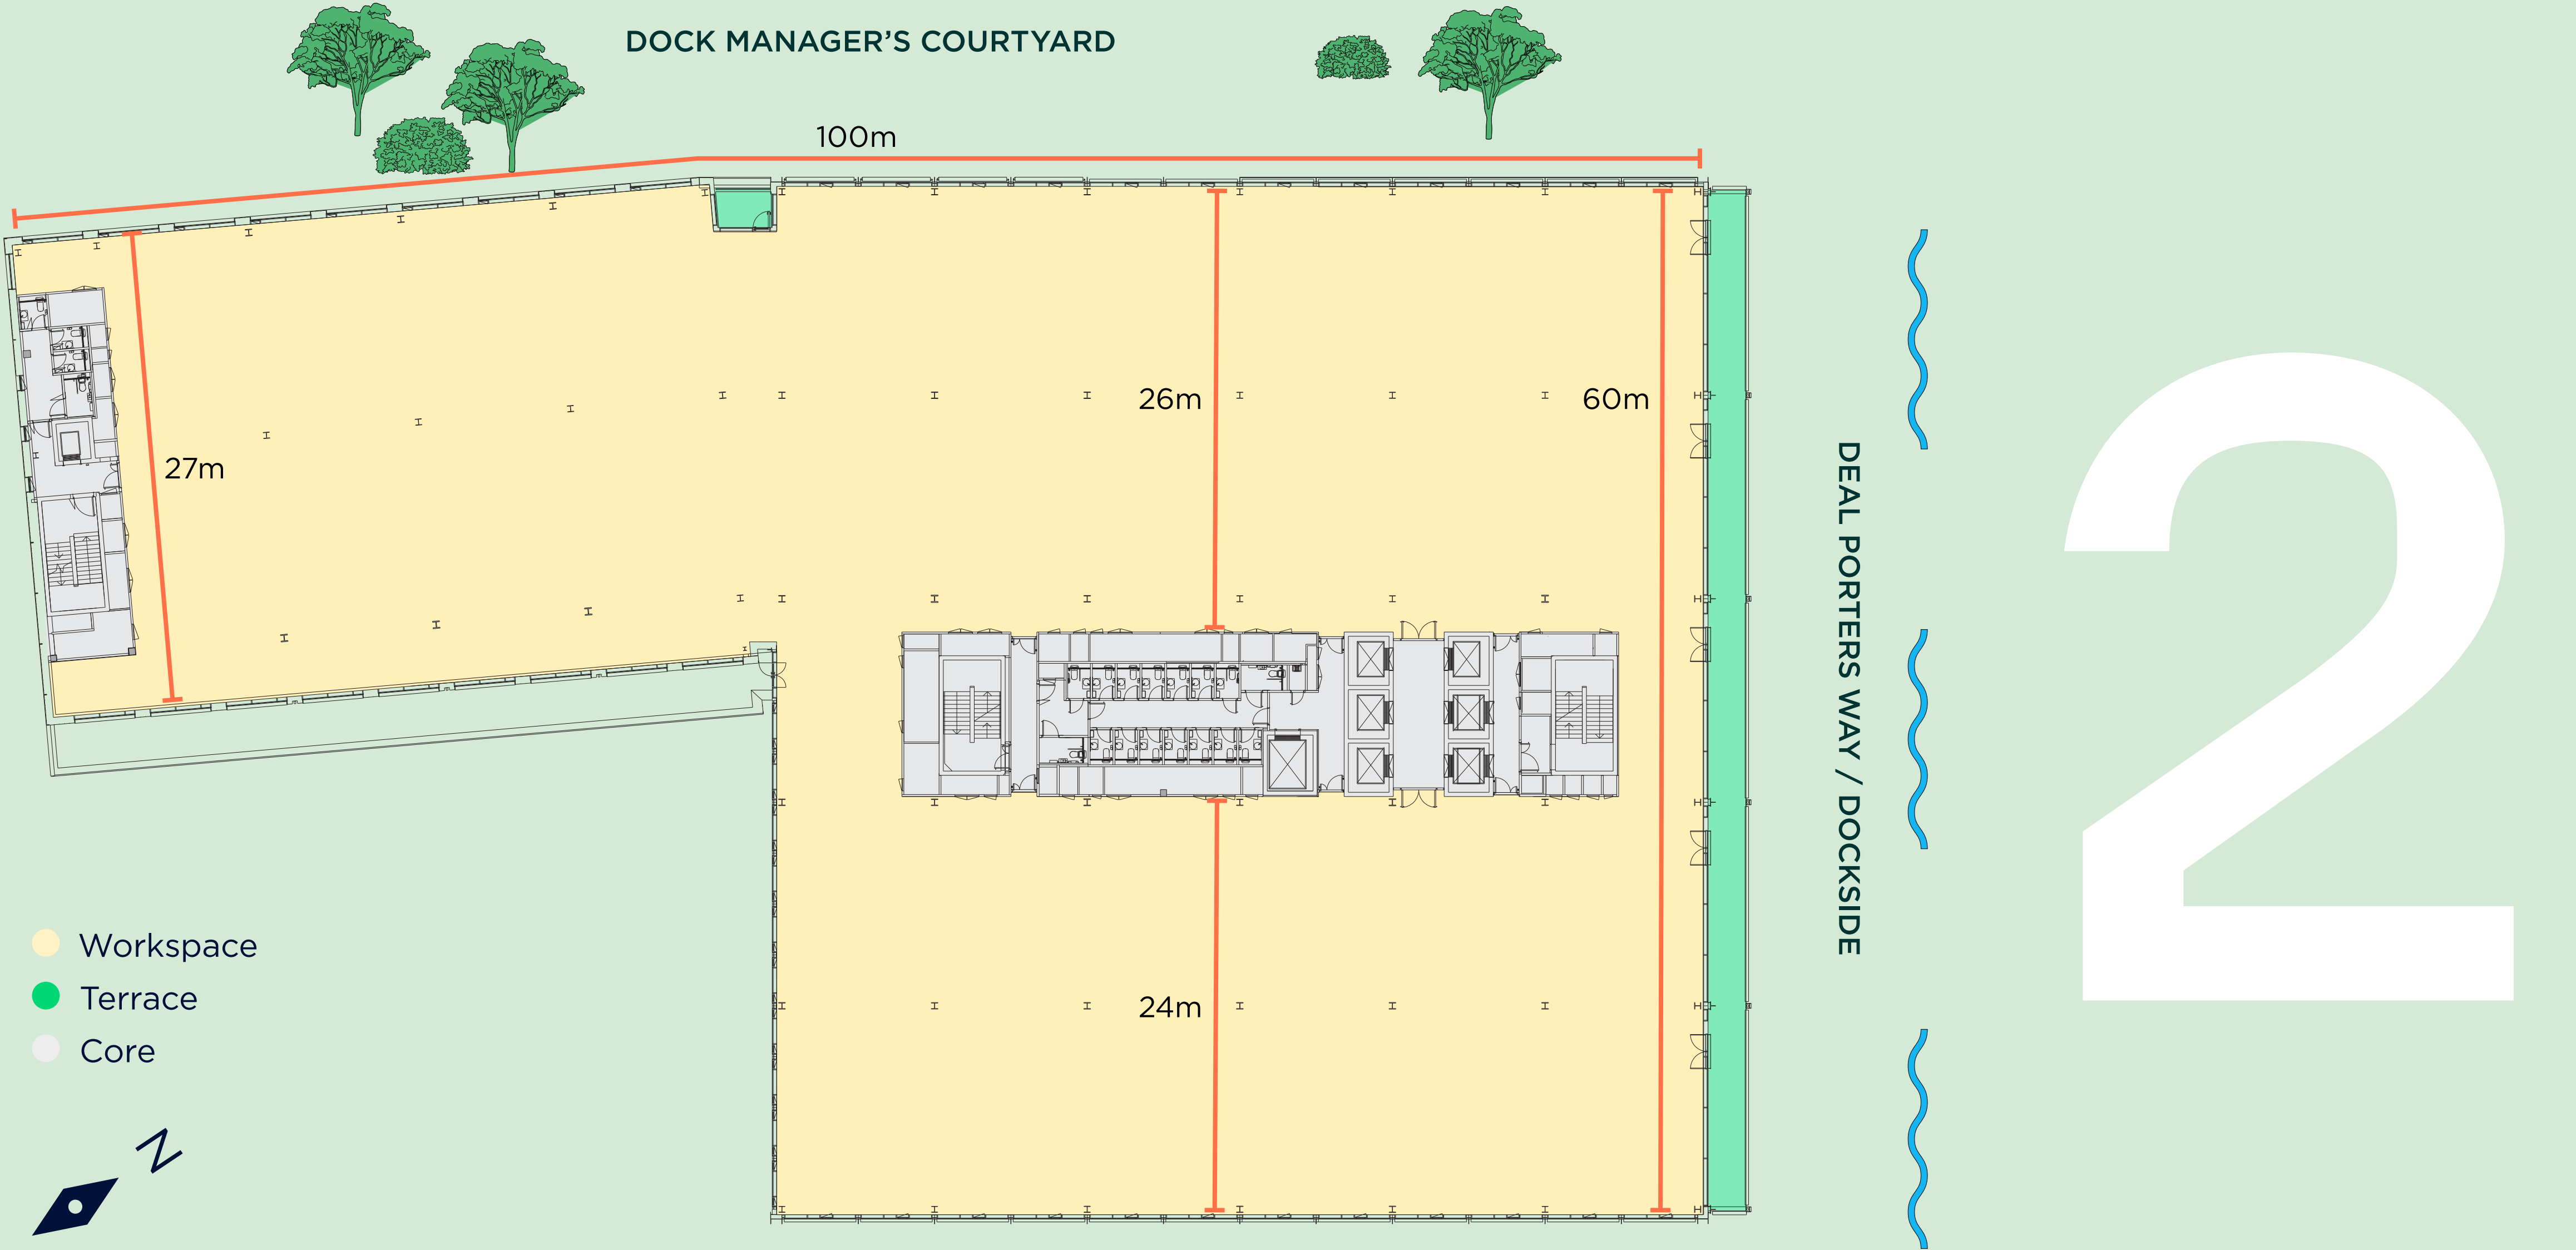 DOCK MANAGER’S COURTYARD
100m
26m
60m
27m
24m
DEAL PORTERS WAY / DOCKSIDE
2
Workspace
Terrace
Core
N